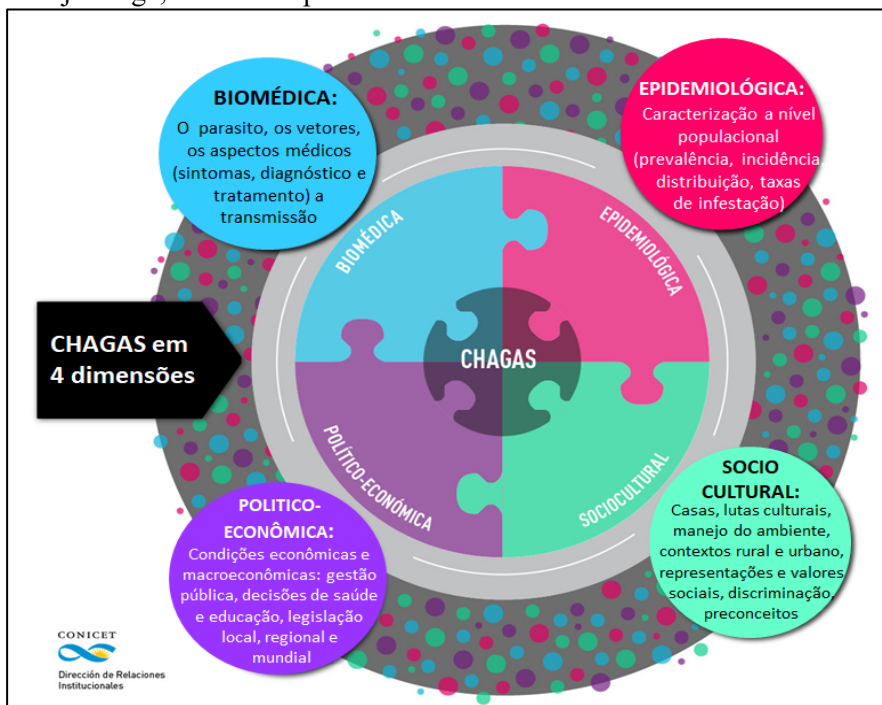 BIOMÉDICA:
O parasito, os vetores,
os aspectos médicos
(sintomas, diagnóstico e
tratamento) a
transmissão
EPIDEMIOLÓGICA:
Caracterização a nível
populacional
(prevalência, incidência,
distribuição, taxas
de infestação)
BIOMÉDICA
EPIDEMIOLÓGICA
CHAGAS em
4 dimensões
CHAGAS
POLÍTICO-ECONÓMICA
SOCIOCULTURAL
POLITICO-
ECONÔMICA:
Condições econômicas e
macroeconômicas: gestão
pública, decisões de saúde
e educação, legislação
local, regional e
mundial
SOCIO
CULTURAL:
Casas, lutas culturais,
manejo do ambiente,
contextos rural e urbano,
representações e valores
sociais, discriminação,
preconceitos
CONICET
Dirección de Relaciones
Institucionales